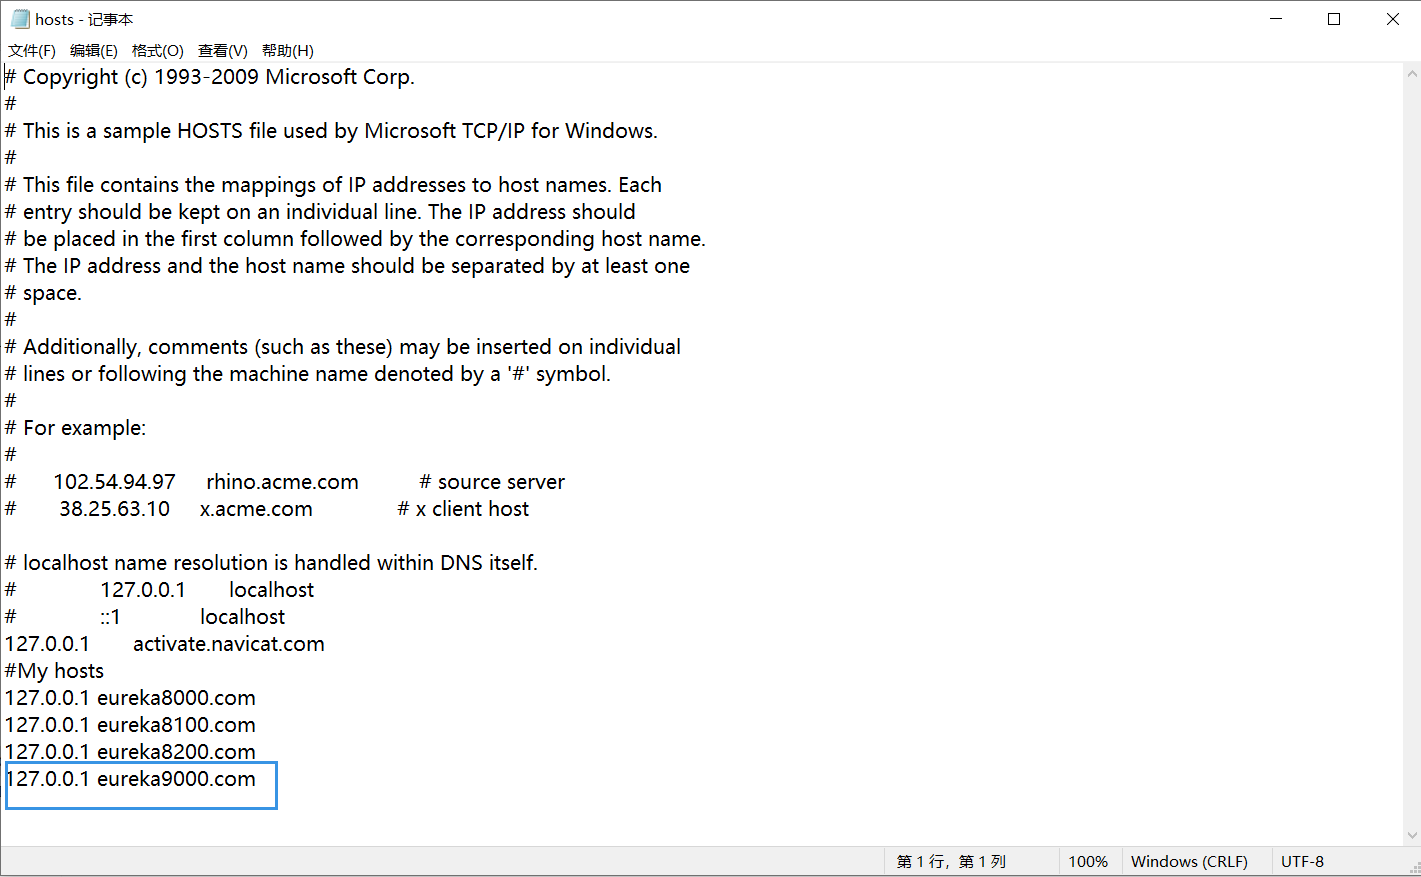 hosts - 记事本
文件(F) 编辑(E) 格式(O) 查看(V) 帮助(H)
# Copyright (c) 1993-2009 Microsoft Corp.
#
# This is a sample HOSTS file used by Microsoft TCP/IP for Windows.
#
# This file contains the mappings of IP addresses to host names. Each
# entry should be kept on an individual line. The IP address should
# be placed in the first column followed by the corresponding host name.
# The IP address and the host name should be separated by at least one
# space.
#
# Additionally, comments (such as these) may be inserted on individual
# lines or following the machine name denoted by a '#' symbol.
#
# For example:
#
# 102.54.94.97 rhino.acme.com # source server
# 38.25.63.10 x.acme.com # x client host
# localhost name resolution is handled within DNS itself.
# 127.0.0.1 localhost
# ::1 localhost
127.0.0.1 activate.navicat.com
#My hosts
127.0.0.1 eureka8000.com
127.0.0.1 eureka8100.com
127.0.0.1 eureka8200.com
127.0.0.1 eureka9000.com
第 1 行，第 1 列 100% Windows (CRLF) UTF-8